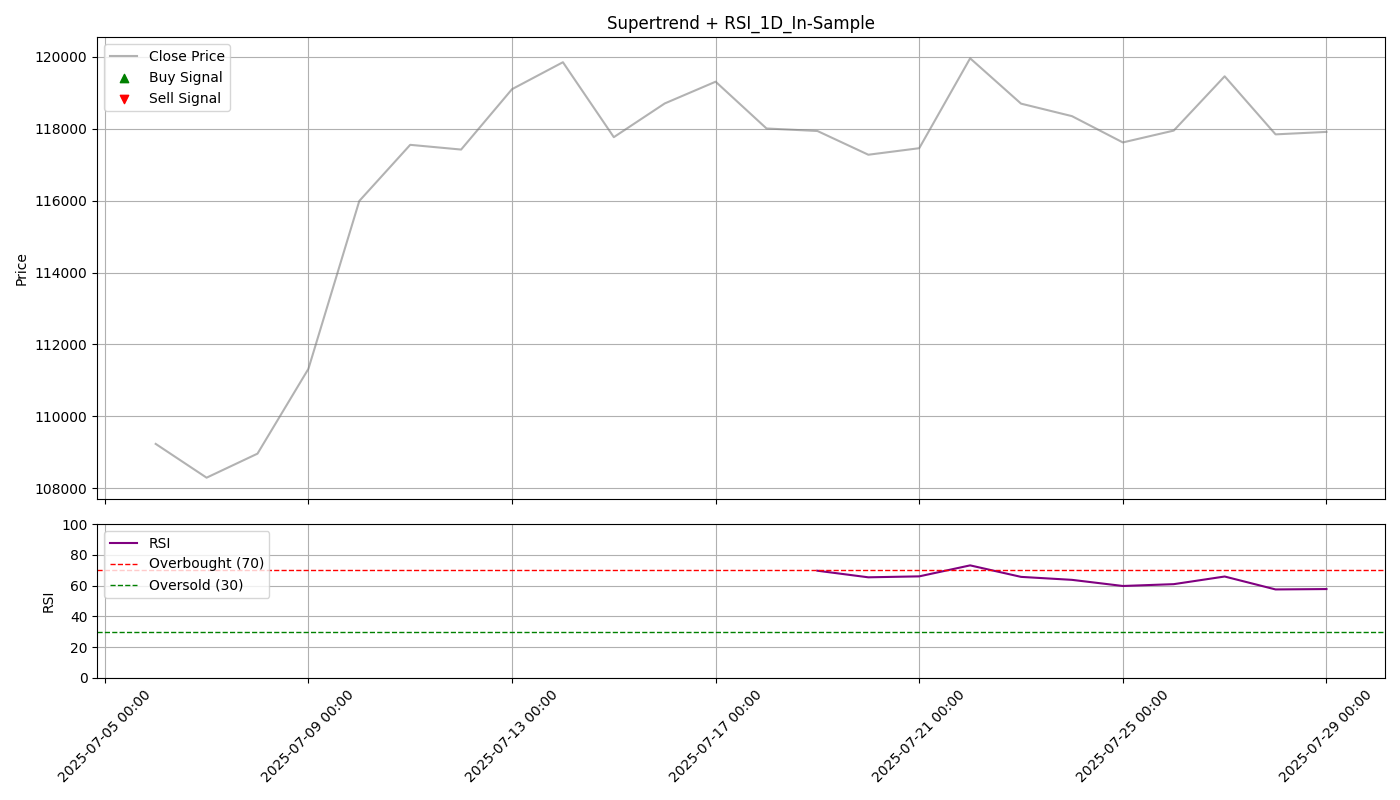 Supertrend + RSI_1D_In-Sample
Close Price
Buy Signal
Sell Signal
120000
118000
116000
114000
112000
110000
108000
Price
RSI
Overbought (70)
Oversold (30)
100
80
60
40
20
0
RSI
2025-07-05 00:00
2025-07-09 00:00
2025-07-13 00:00
2025-07-17 00:00
2025-07-21 00:00
2025-07-25 00:00
2025-07-29 00:00